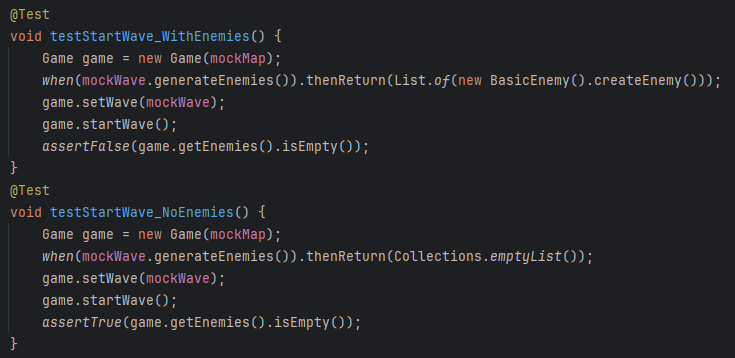 @Test
void testStartWave_WithEnemies() {
    Game game = new Game(mockMap);
    when(mockWave.generateEnemies()).thenReturn(List.of(new BasicEnemy().createEnemy()));
    game.setWave(mockWave);
    game.startWave();
    assertFalse(game.getEnemies().isEmpty());
}
@Test
void testStartWave_NoEnemies() {
    Game game = new Game(mockMap);
    when(mockWave.generateEnemies()).thenReturn(Collections.emptyList());
    game.setWave(mockWave);
    game.startWave();
    assertTrue(game.getEnemies().isEmpty());
}